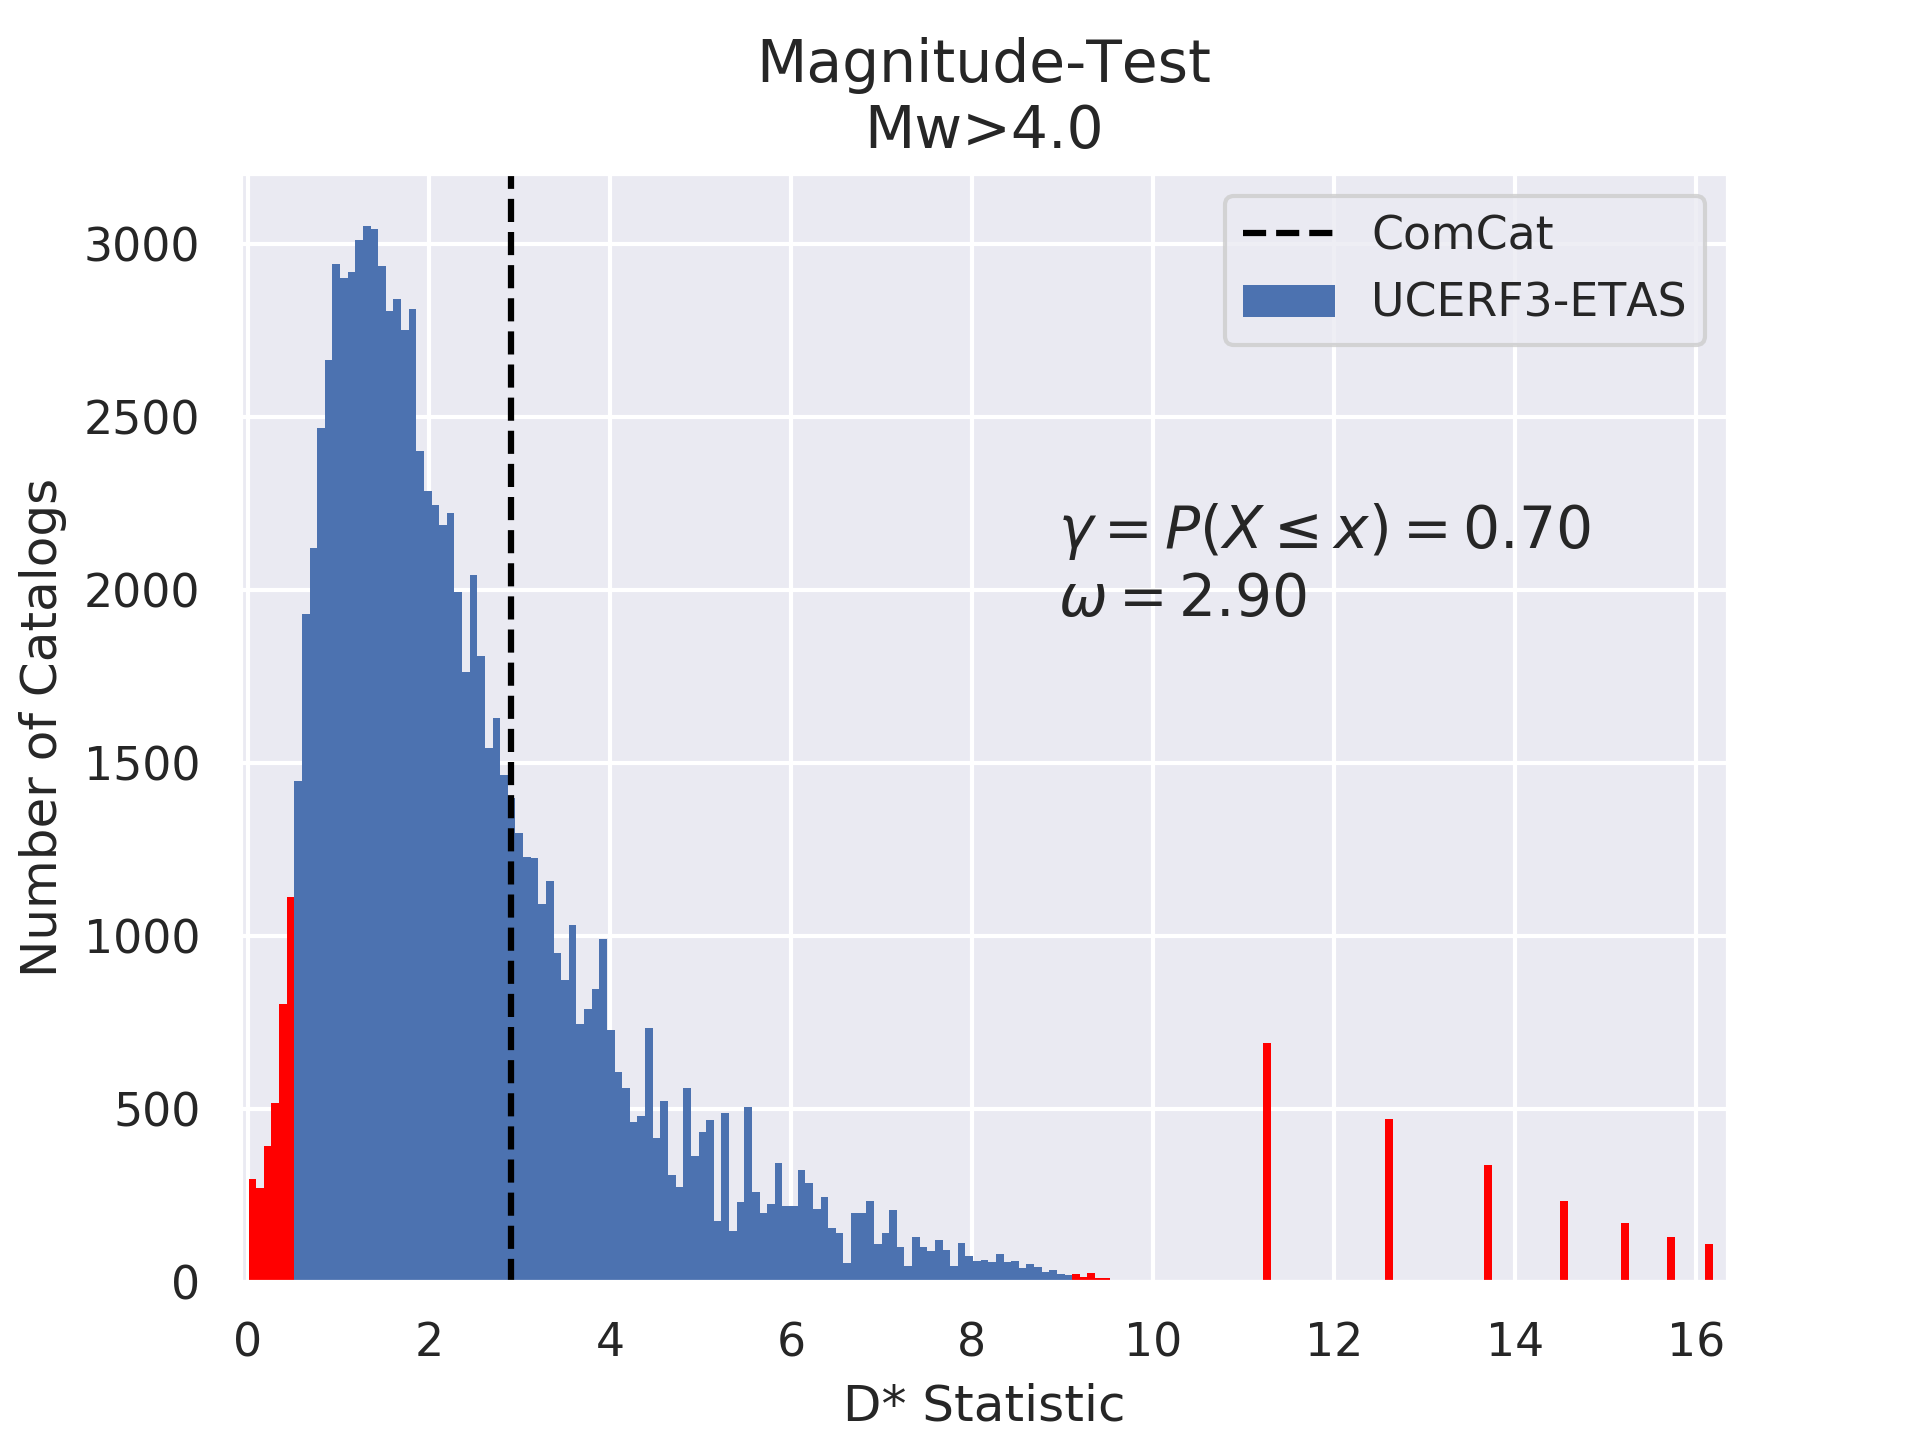 Magnitude-Test
Mw>4.0
ComCat
UCERF3-ETAS
γ = P(X ≤ x) = 0.70
ω = 2.90
Number of Catalogs
3000
2500
2000
1500
1000
500
0
0 2 4 6 8 10 12 14 16
D* Statistic